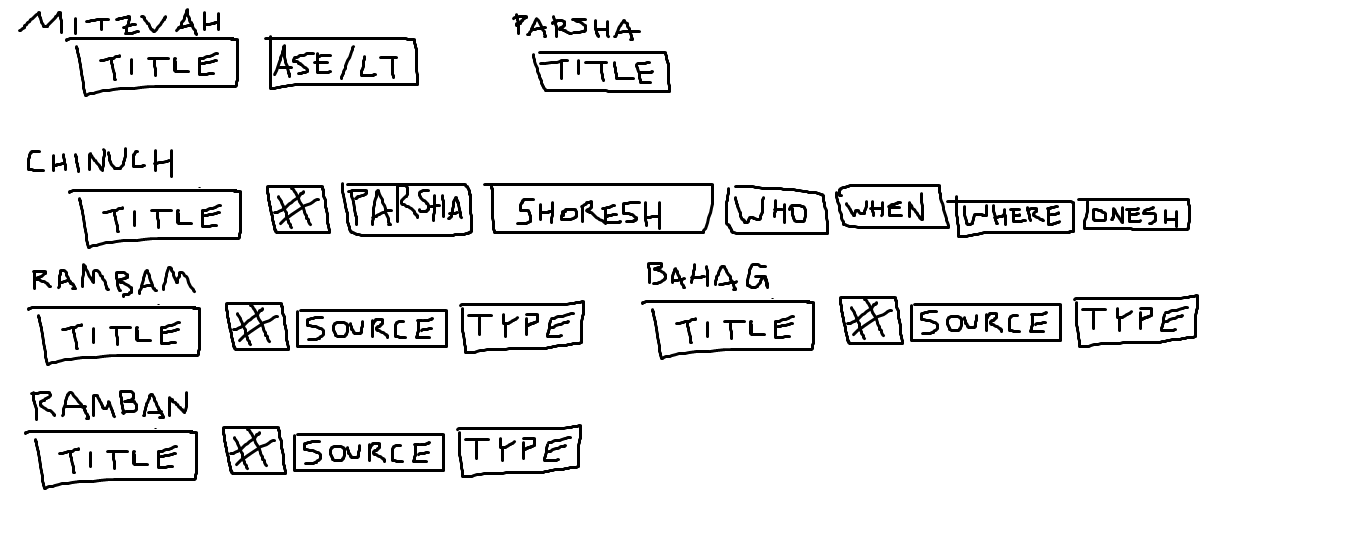 MITZVAH PARSHA
TITLE ASE/LT TITLE
CHINUCH
TITLE # PARSHA SHORESH WHO WHEN WHERE ONESH
RAMBAM BAHAG
TITLE # SOURCE TYPE TITLE # SOURCE TYPE
RAMBAN
TITLE # SOURCE TYPE